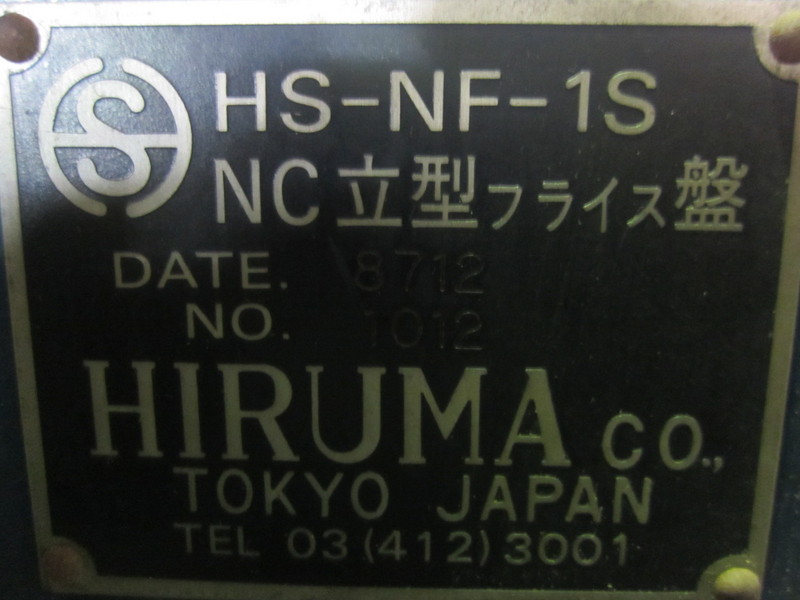 HS-NF-1S
NC立型フライス盤
DATE. 8712
NO. 1012
HIRUMA CO.,
TOKYO JAPAN
TEL 03(412)3001